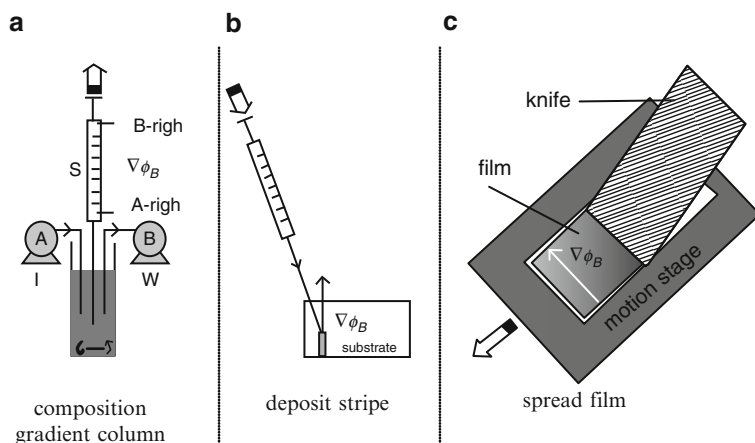 a
B-righ
S
∇ϕB
A-righ
A
B
I
W
composition
gradient column
b
∇ϕB
substrate
deposit stripe
c
knife
film
∇ϕB
motion stage
spread film